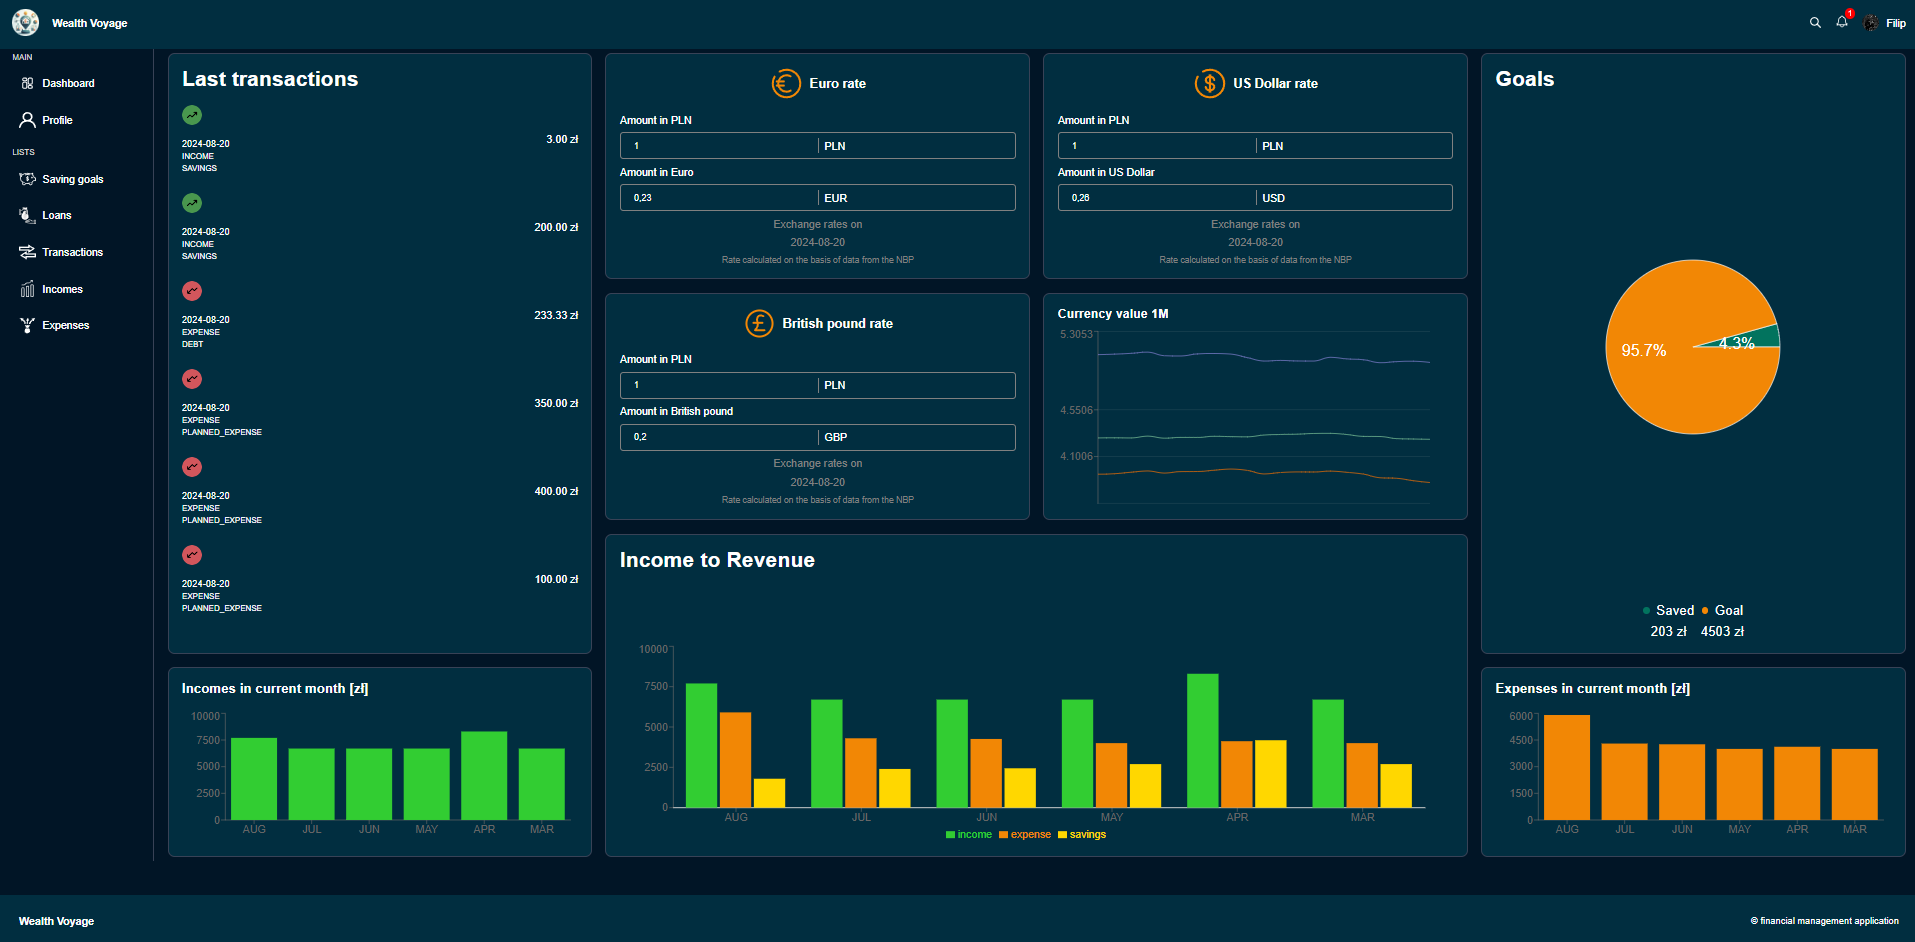 Wealth Voyage
1
Filip
MAIN
Dashboard
Profile
LISTS
Saving goals
Loans
Transactions
Incomes
Expenses
Last transactions
2024-08-20
INCOME
SAVINGS
3.00 zł
2024-08-20
INCOME
SAVINGS
200.00 zł
2024-08-20
EXPENSE
DEBT
233.33 zł
2024-08-20
EXPENSE
PLANNED_EXPENSE
350.00 zł
2024-08-20
EXPENSE
PLANNED_EXPENSE
400.00 zł
2024-08-20
EXPENSE
PLANNED_EXPENSE
100.00 zł
Euro rate
Amount in PLN
1 PLN
Amount in Euro
0,23 EUR
Exchange rates on
2024-08-20
Rate calculated on the basis of data from the NBP
US Dollar rate
Amount in PLN
1 PLN
Amount in US Dollar
0,26 USD
Exchange rates on
2024-08-20
Rate calculated on the basis of data from the NBP
British pound rate
Amount in PLN
1 PLN
Amount in British pound
0,2 GBP
Exchange rates on
2024-08-20
Rate calculated on the basis of data from the NBP
Currency value 1M
5.3053
4.5506
4.1006
Goals
95.7%
4.3%
Saved Goal
203 zł 4503 zł
Incomes in current month [zł]
10000
7500
5000
2500
0
AUG JUL JUN MAY APR MAR
Income to Revenue
10000
7500
5000
2500
0
AUG JUL JUN MAY APR MAR
income expense savings
Expenses in current month [zł]
6000
4500
3000
1500
0
AUG JUL JUN MAY APR MAR
Wealth Voyage
© financial management application